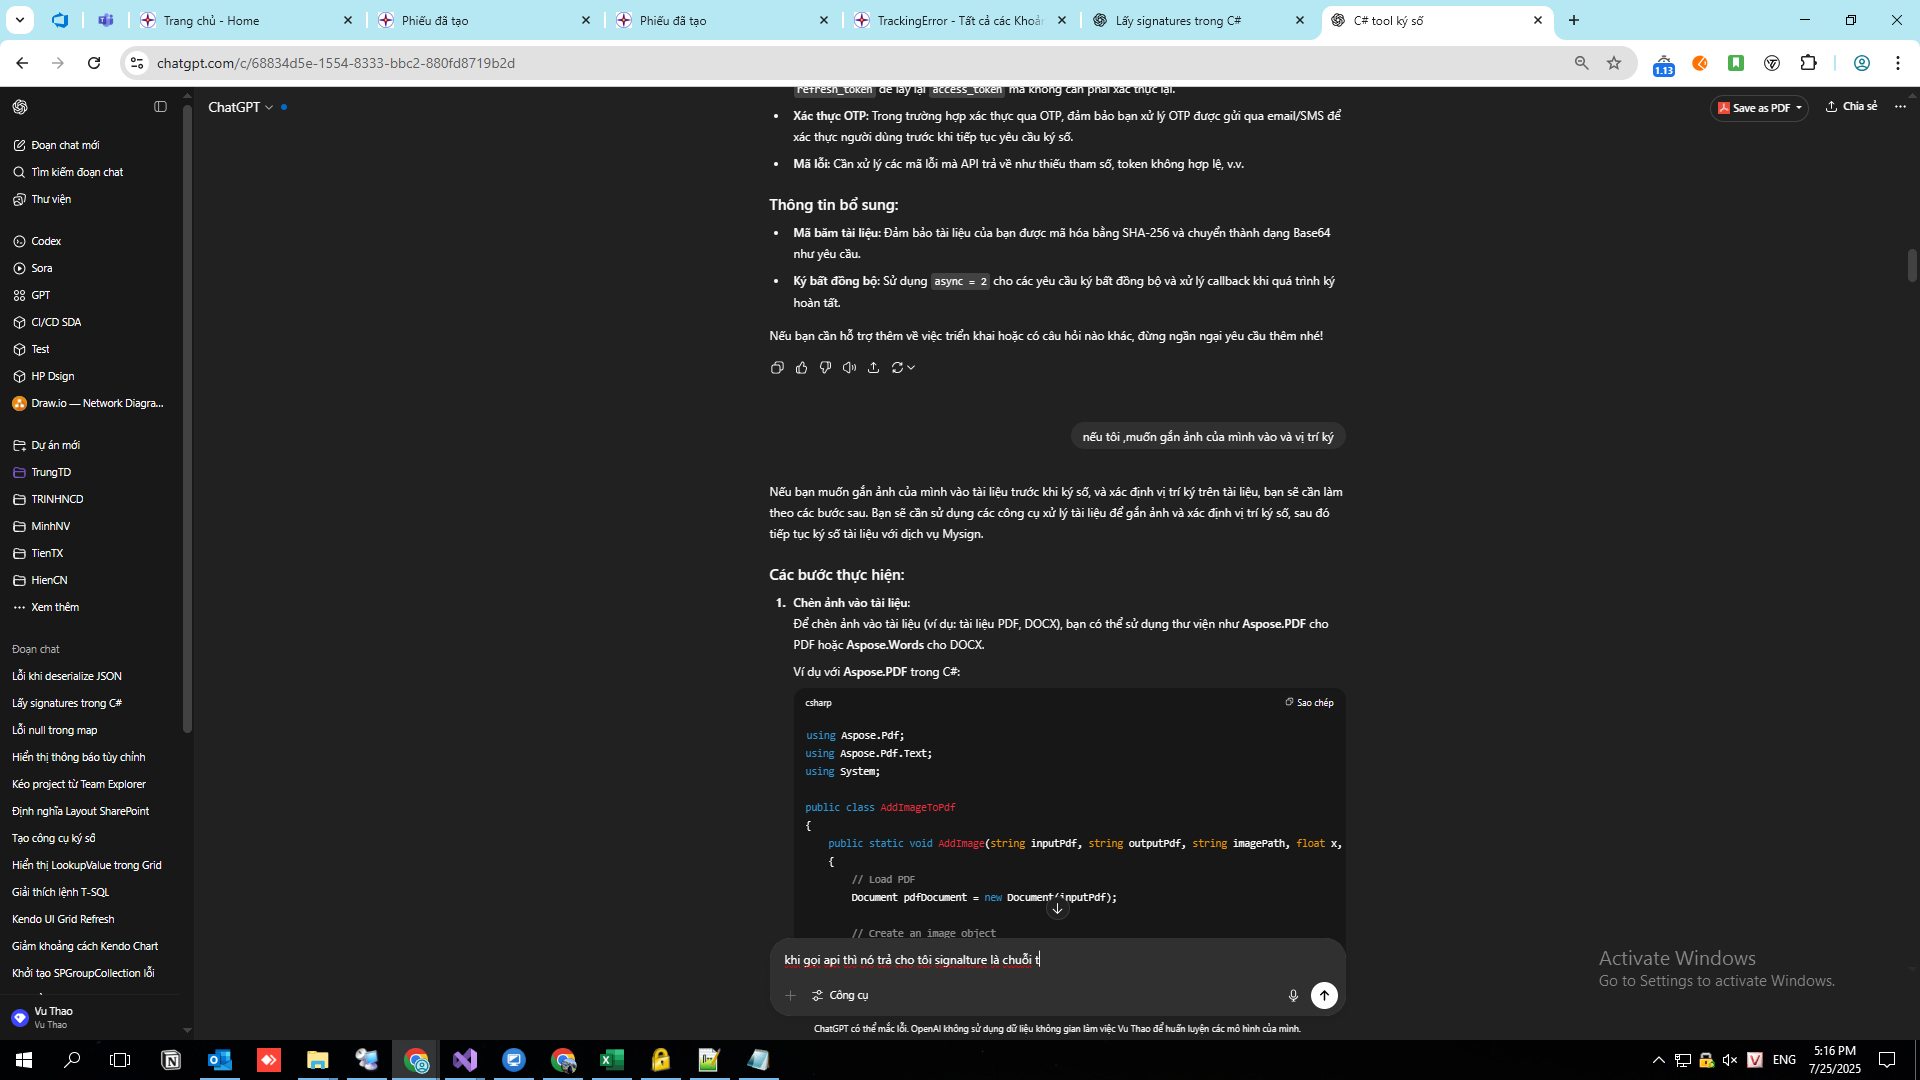 Trang chủ - Home
Phiếu đã tạo
Phiếu đã tạo
TrackingError - Tất cả các Khoản
Lấy signatures trong C#
C# tool ký số
chatgpt.com/c/68834d5e-1554-8333-bbc2-880fd8719b2d
1.13
ChatGPT
Save as PDF
Chia sẻ
Đoạn chat mới
Tìm kiếm đoạn chat
Thư viện
Codex
Sora
GPT
CI/CD SDA
Test
HP Dsign
Draw.io — Network Diagra...
Dự án mới
TrungTD
TRINHNCD
MinhNV
TienTX
HienCN
Xem thêm
Đoạn chat
Lỗi khi deserialize JSON
Lấy signatures trong C#
Lỗi null trong map
Hiển thị thông báo tùy chỉnh
Kéo project từ Team Explorer
Định nghĩa Layout SharePoint
Tạo công cụ ký số
Hiển thị LookupValue trong Grid
Giải thích lệnh T-SQL
Kendo UI Grid Refresh
Giảm khoảng cách Kendo Chart
Khởi tạo SPGroupCollection lỗi
Vu Thao
Vu Thao
refresh_token để lấy lại access_token mà không cần phải xác thực lại.
• Xác thực OTP: Trong trường hợp xác thực qua OTP, đảm bảo bạn xử lý OTP được gửi qua email/SMS để
xác thực người dùng trước khi tiếp tục yêu cầu ký số.
• Mã lỗi: Cần xử lý các mã lỗi mà API trả về như thiếu tham số, token không hợp lệ, v.v.
Thông tin bổ sung:
• Mã băm tài liệu: Đảm bảo tài liệu của bạn được mã hóa bằng SHA-256 và chuyển thành dạng Base64
như yêu cầu.
• Ký bất đồng bộ: Sử dụng async = 2 cho các yêu cầu ký bất đồng bộ và xử lý callback khi quá trình ký
hoàn tất.
Nếu bạn cần hỗ trợ thêm về việc triển khai hoặc có câu hỏi nào khác, đừng ngần ngại yêu cầu thêm nhé!
nếu tôi ,muốn gắn ảnh của mình vào và vị trí ký
Nếu bạn muốn gắn ảnh của mình vào tài liệu trước khi ký số, và xác định vị trí ký trên tài liệu, bạn sẽ cần làm
theo các bước sau. Bạn sẽ cần sử dụng các công cụ xử lý tài liệu để gắn ảnh và xác định vị trí ký số, sau đó
tiếp tục ký số tài liệu với dịch vụ Mysign.
Các bước thực hiện:
1. Chèn ảnh vào tài liệu:
Để chèn ảnh vào tài liệu (ví dụ: tài liệu PDF, DOCX), bạn có thể sử dụng thư viện như Aspose.PDF cho
PDF hoặc Aspose.Words cho DOCX.
Ví dụ với Aspose.PDF trong C#:
csharp
Sao chép
using Aspose.Pdf;
using Aspose.Pdf.Text;
using System;
public class AddImageToPdf
{
public static void AddImage(string inputPdf, string outputPdf, string imagePath, float x,
{
// Load PDF
Document pdfDocument = new Document(inputPdf);
// Create an image object
khi gọi api thì nó trả cho tôi signalture là chuỗi t
Công cụ
ChatGPT có thể mắc lỗi. OpenAI không sử dụng dữ liệu không gian làm việc Vu Thao để huấn luyện các mô hình của mình.
Activate Windows
Go to Settings to activate Windows.
ENG
5:16 PM
7/25/2025